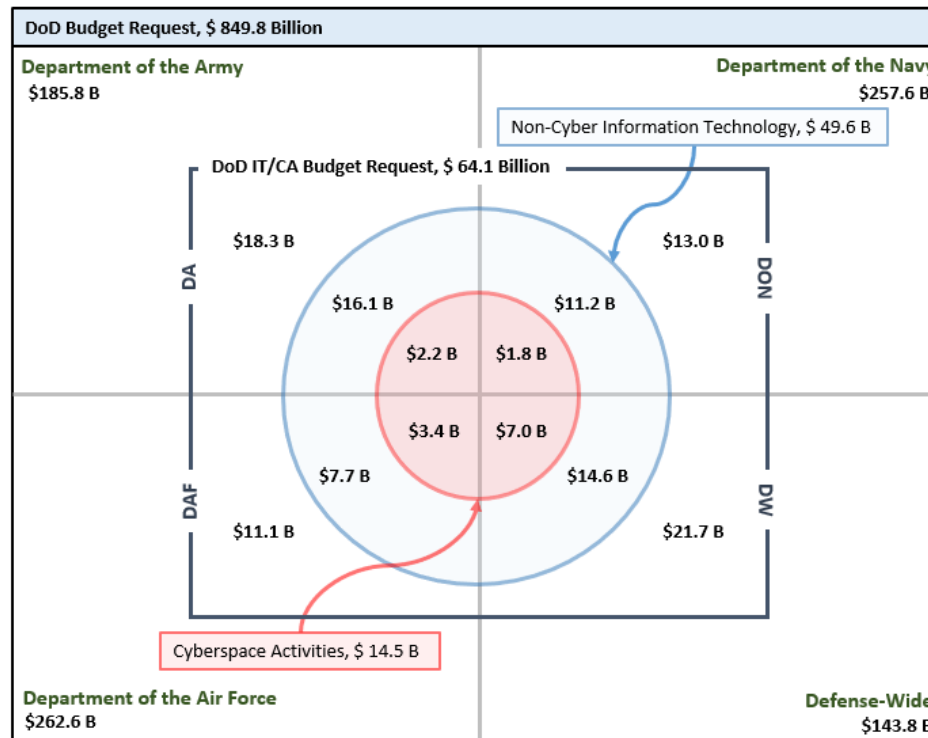 DoD Budget Request, $ 849.8 Billion
Department of the Army
$185.8 B
Department of the Navy
$257.6 B
Non-Cyber Information Technology, $ 49.6 B
DoD IT/CA Budget Request, $ 64.1 Billion
DA
$18.3 B
$13.0 B
DON
$16.1 B
$11.2 B
$2.2 B
$1.8 B
$3.4 B
$7.0 B
$7.7 B
$14.6 B
DAF
$11.1 B
$21.7 B
DW
Cyberspace Activities, $ 14.5 B
Department of the Air Force
$262.6 B
Defense-Wide
$143.8 B